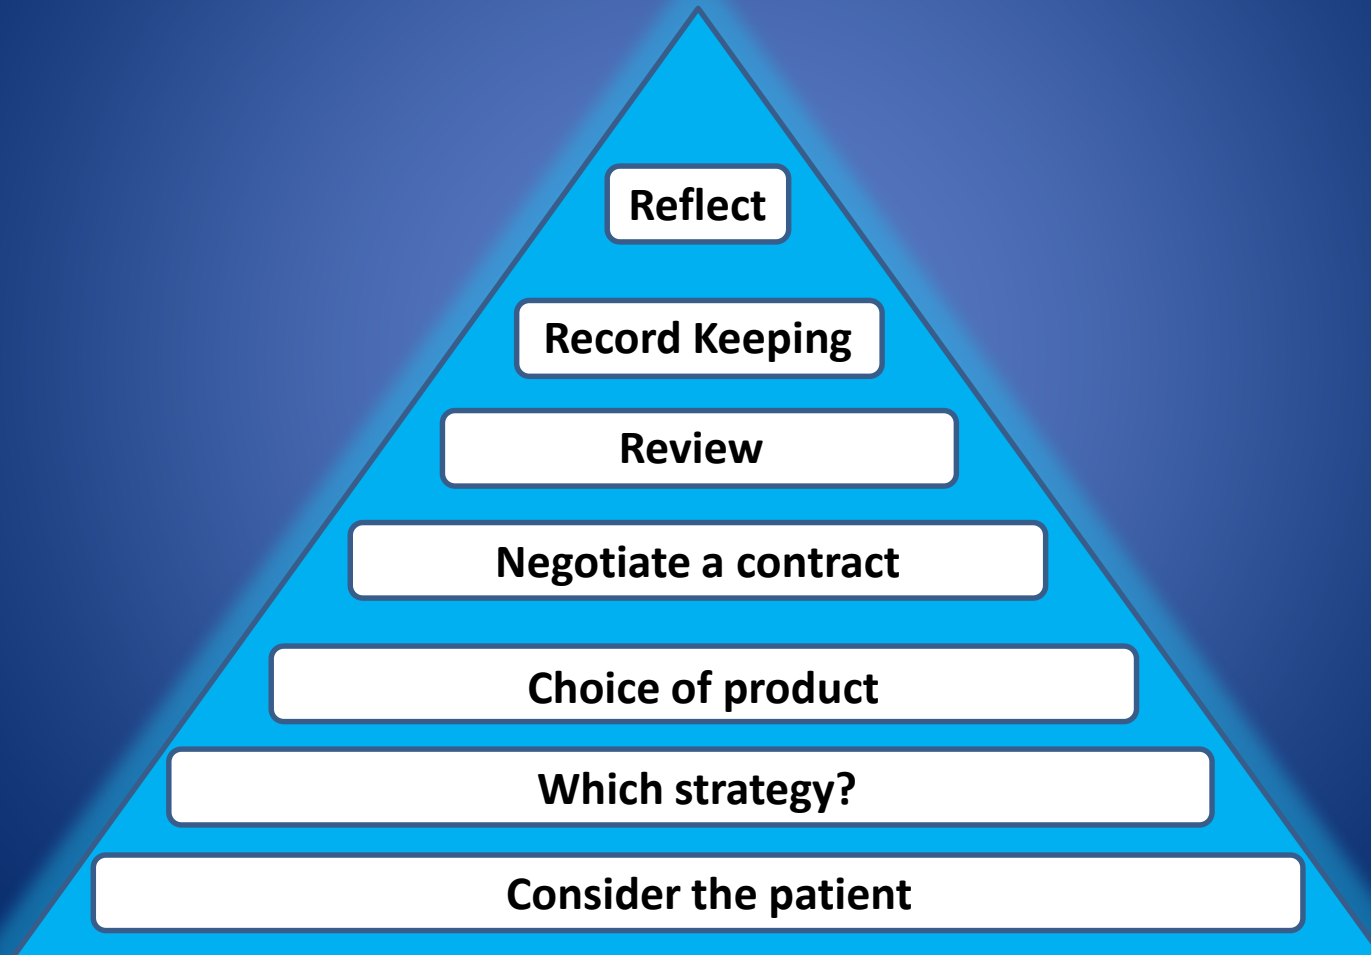 Reflect
Record Keeping
Review
Negotiate a contract
Choice of product
Which strategy?
Consider the patient